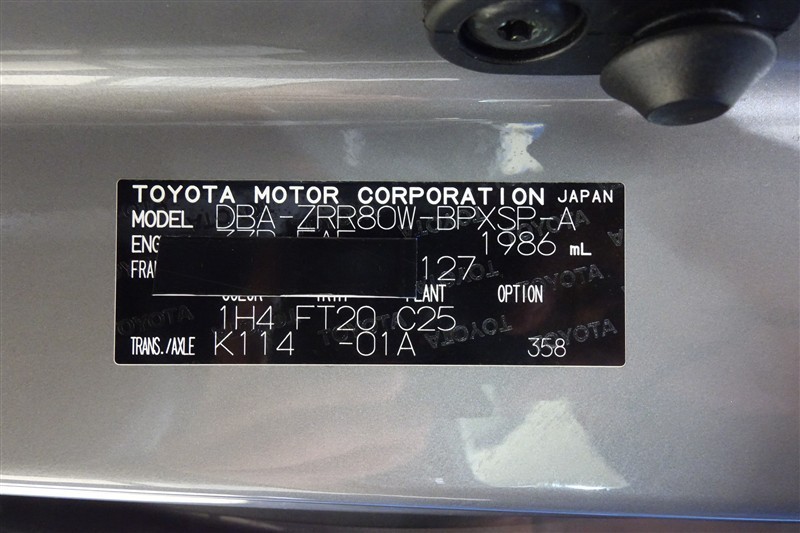 TOYOTA MOTOR CORPORATION JAPAN
MODEL DBA-ZRR80W-BPXSP-A
1986 mL
127
PLANT OPTION
1H4 FT20 C25
TRANS./AXLE K114 -01A 358